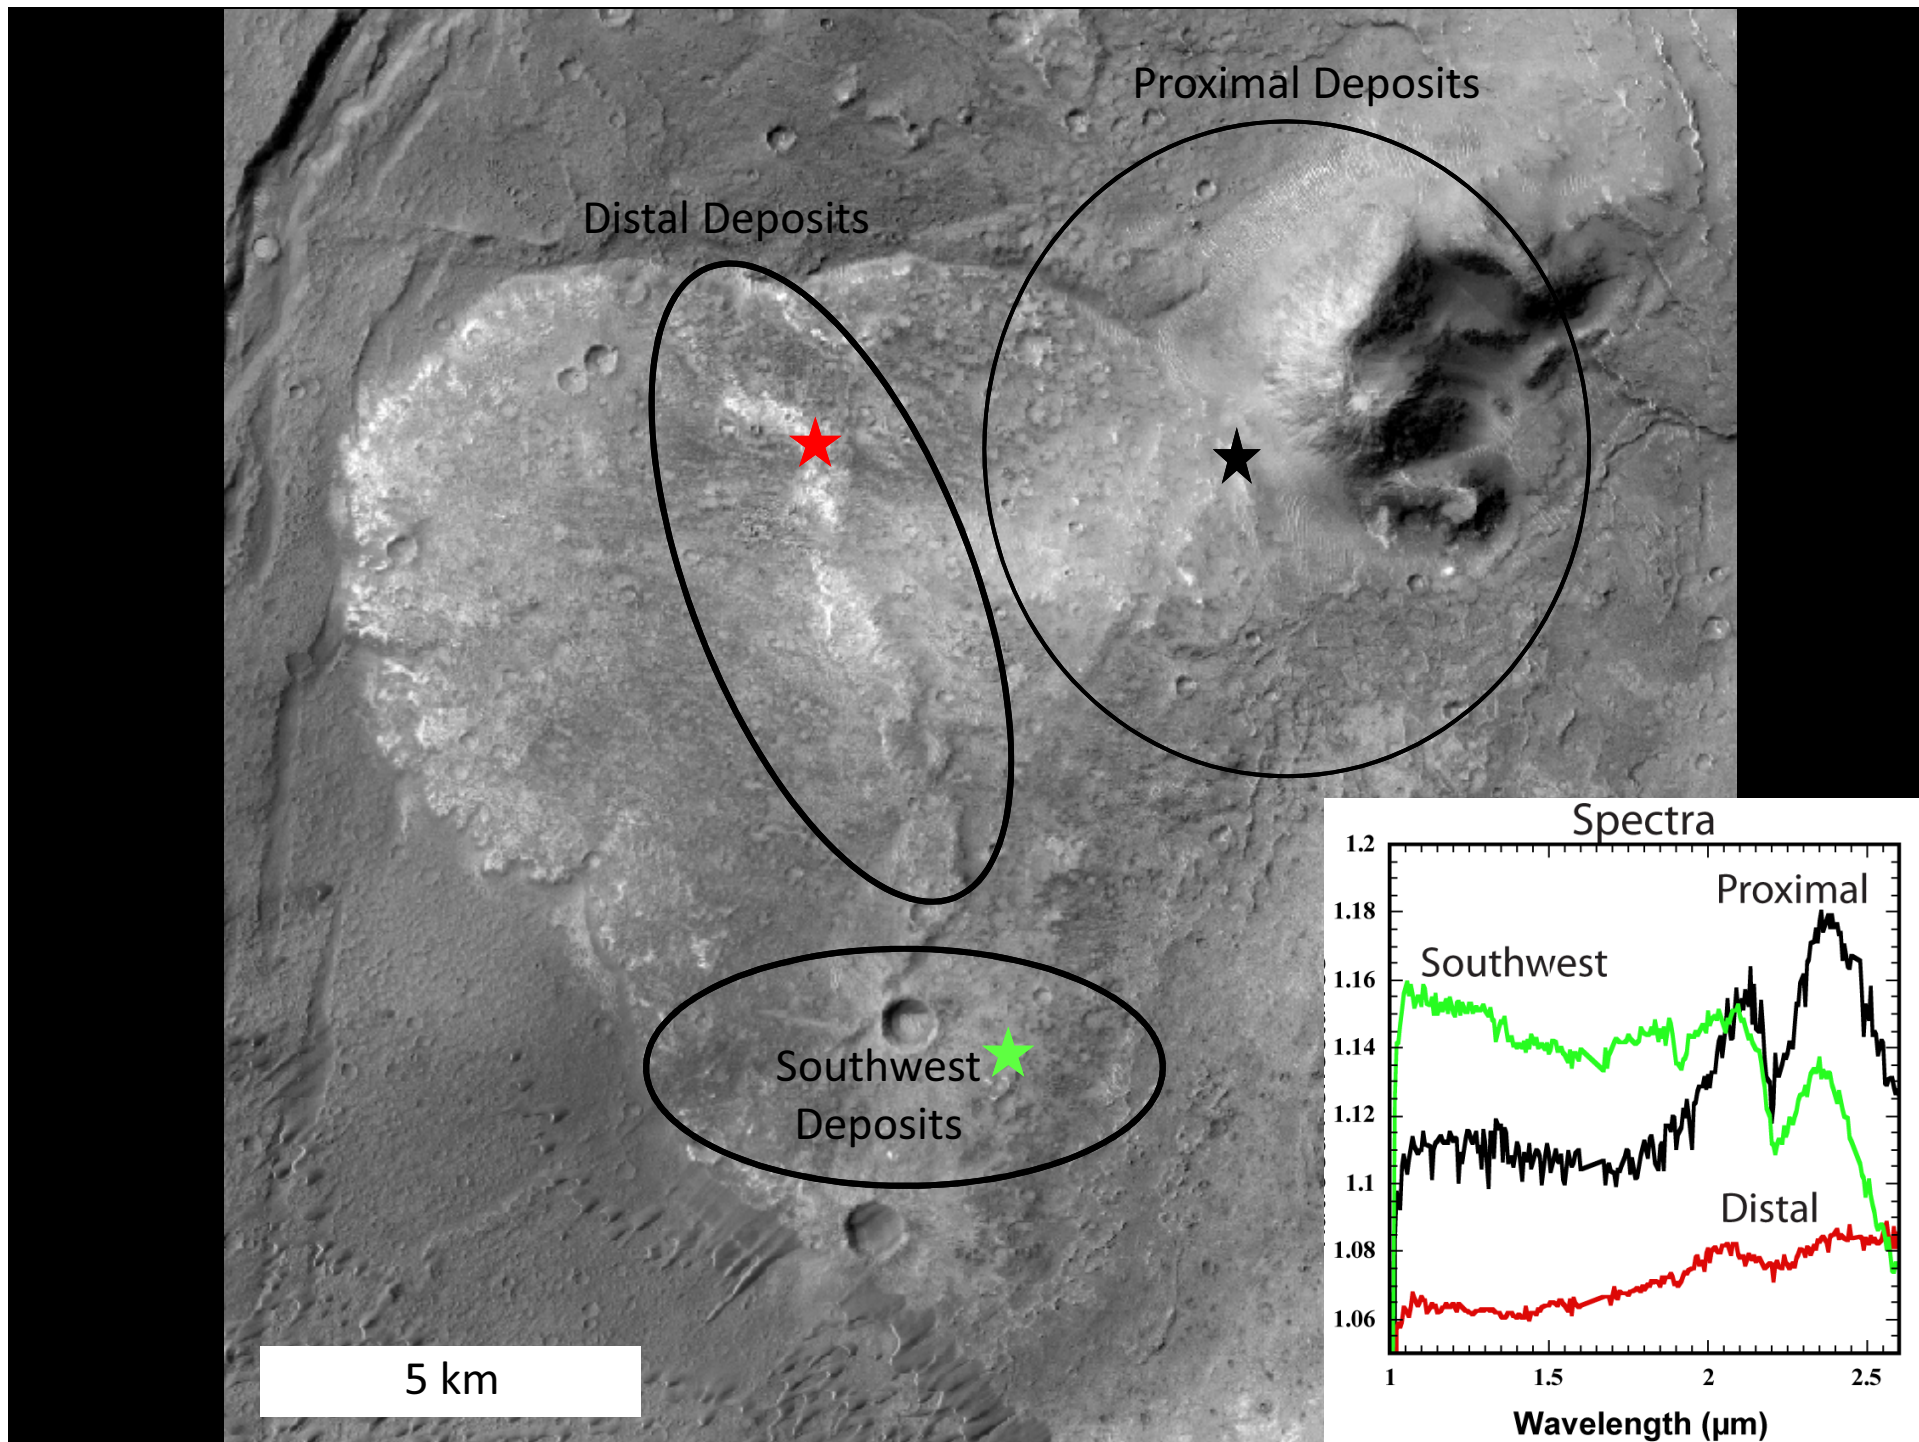 Proximal Deposits
Distal Deposits
Southwest
Deposits
5 km
Spectra
1.2
1.18
1.16
1.14
1.12
1.1
1.08
1.06
Proximal
Southwest
Distal
1
1.5
2
2.5
Wavelength (µm)